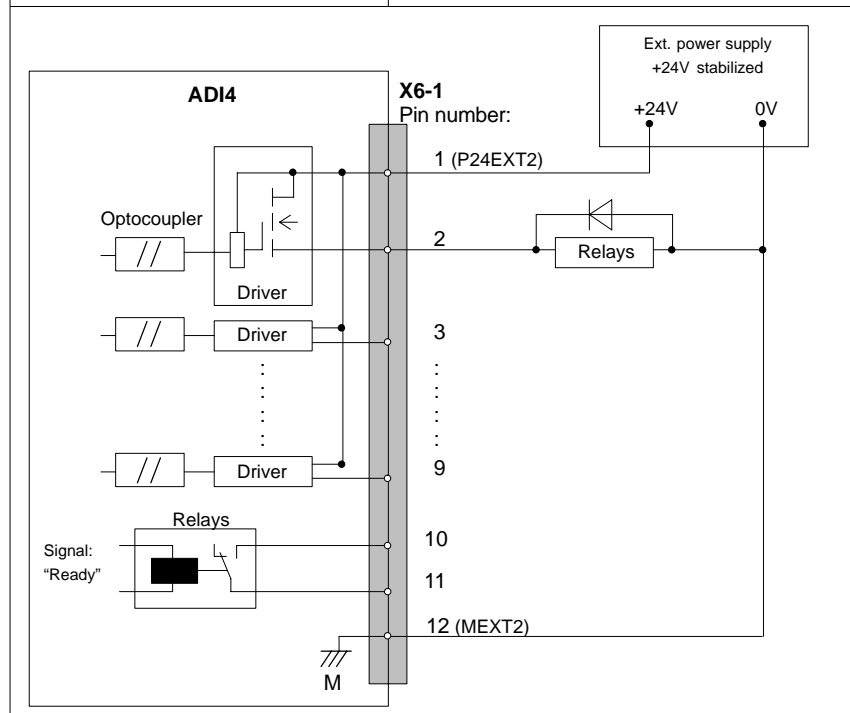 Ext. power supply
+24V stabilized
+24V 0V
ADI4
X6-1
Pin number:
1 (P24EXT2)
Optocoupler
//
Driver
2
Relays
//
Driver
3
//
Driver
9
Relays
Signal:
“Ready”
10
11
12 (MEXT2)
M